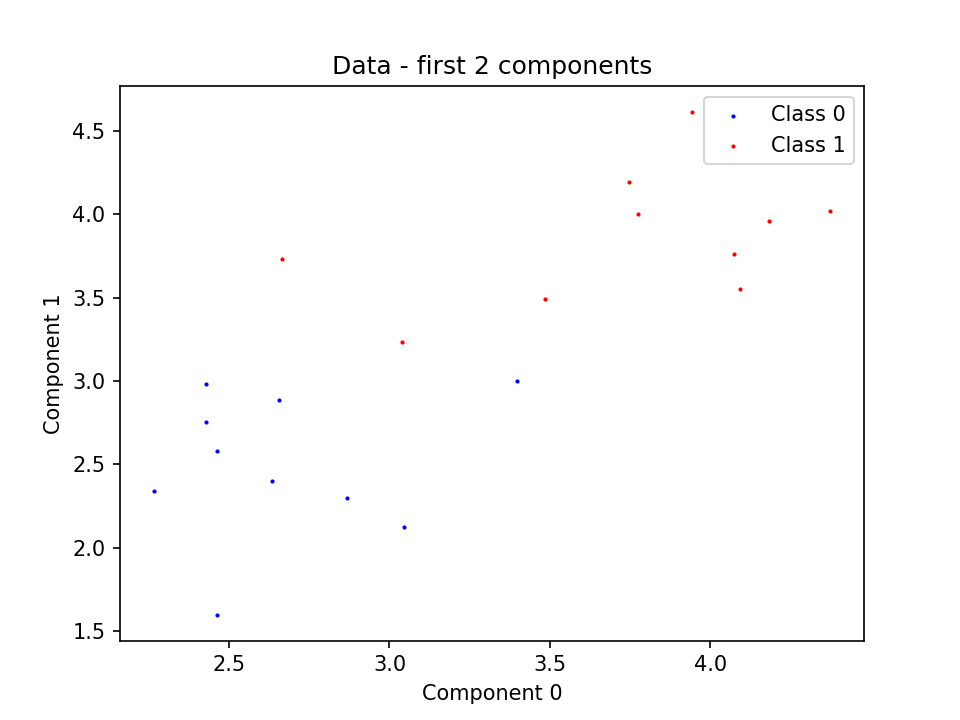 Data - first 2 components
Class 0
Class 1
4.5
4.0
3.5
3.0
2.5
2.0
1.5
Component 1
2.5 3.0 3.5 4.0
Component 0